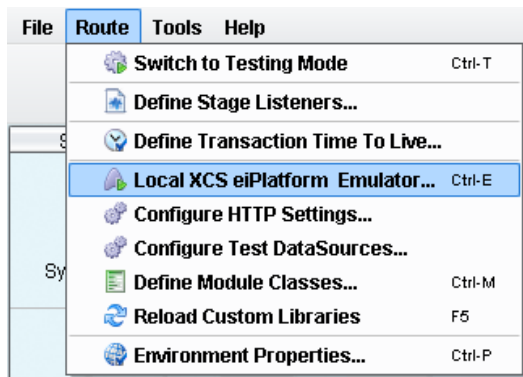 File Route Tools Help
Switch to Testing Mode Ctrl-T
Define Stage Listeners...
S
Define Transaction Time To Live...
Local XCS eiPlatform Emulator... Ctrl-E
Configure HTTP Settings...
Configure Test DataSources...
Sy
Define Module Classes... Ctrl-M
Reload Custom Libraries F5
Environment Properties... Ctrl-P